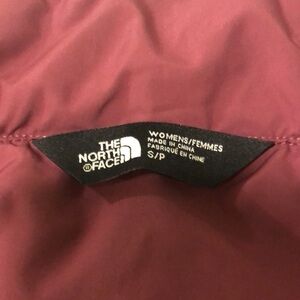 THE
NORTH
FACE
WOMENS/FEMMES
MADE IN CHINA
FABRIQUÉ EN CHINE
S/P